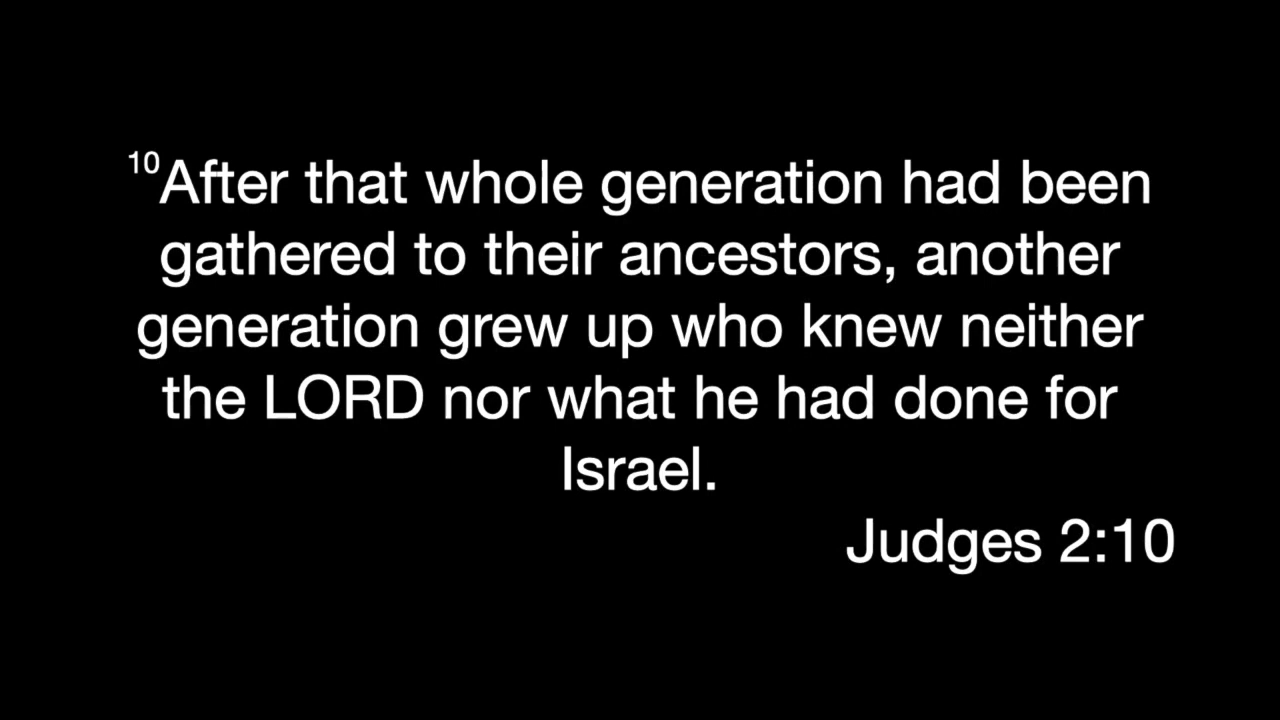 10After that whole generation had been
gathered to their ancestors, another
generation grew up who knew neither
the LORD nor what he had done for
Israel.
Judges 2:10